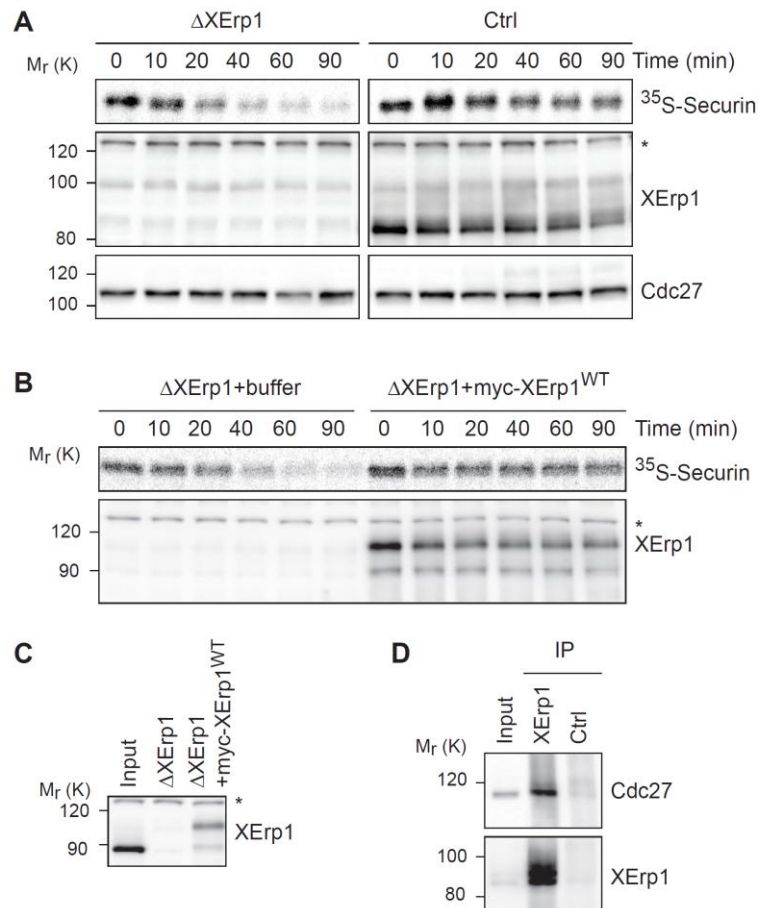 A
ΔXErp1 Ctrl
Mr (K) 0 10 20 40 60 90 0 10 20 40 60 90 Time (min)
35S-Securin
120 *
100 XErp1
80
120
100 Cdc27
B
ΔXErp1+buffer ΔXErp1+myc-XErp1WT
0 10 20 40 60 90 0 10 20 40 60 90 Time (min)
Mr (K)
35S-Securin
120 *
XErp1
90
C
Input ΔXErp1 ΔXErp1 +myc-XErp1WT
Mr (K)
120 *
XErp1
90
D
IP
Input XErp1 Ctrl
Mr (K)
120 Cdc27
100
XErp1
80